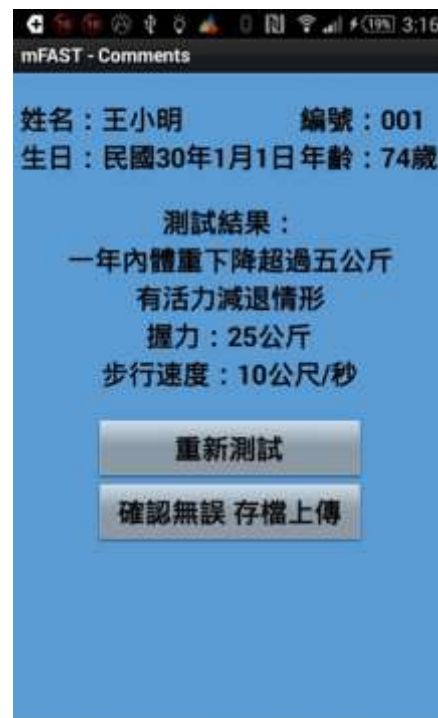 19% 3:16
mFAST - Comments
姓名：王小明 編號：001
生日：民國30年1月1日 年齡：74歲
測試結果：
一年內體重下降超過五公斤
有活力減退情形
握力：25公斤
步行速度：10公尺/秒
重新測試
確認無誤 存檔上傳